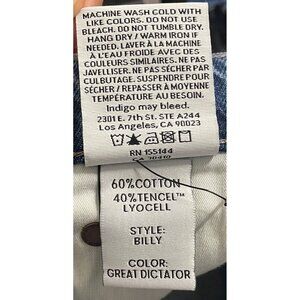 MACHINE WASH COLD WITH
LIKE COLORS. DO NOT USE
BLEACH. DO NOT TUMBLE DRY.
HANG DRY / WARM IRON IF
NEEDED. LAVER À LA MACHINE
À L'EAU FROIDE AVEC DES
COULEURS SIMILAIRES. NE PAS
JAVELLISER. NE PAS SÉCHER PAR
CULBUTAGE. SUSPENDRE POUR
SÉCHER / REPASSER À MOYENNE
TEMPÉRATURE AU BESOIN.
Indigo may bleed.
2301 E. 7th St. STE A244
Los Angeles, CA 90023
RN 155144
CA 30410
60%COTTON
40%TENCEL™
LYOCELL
STYLE:
BILLY
COLOR:
GREAT DICTATOR